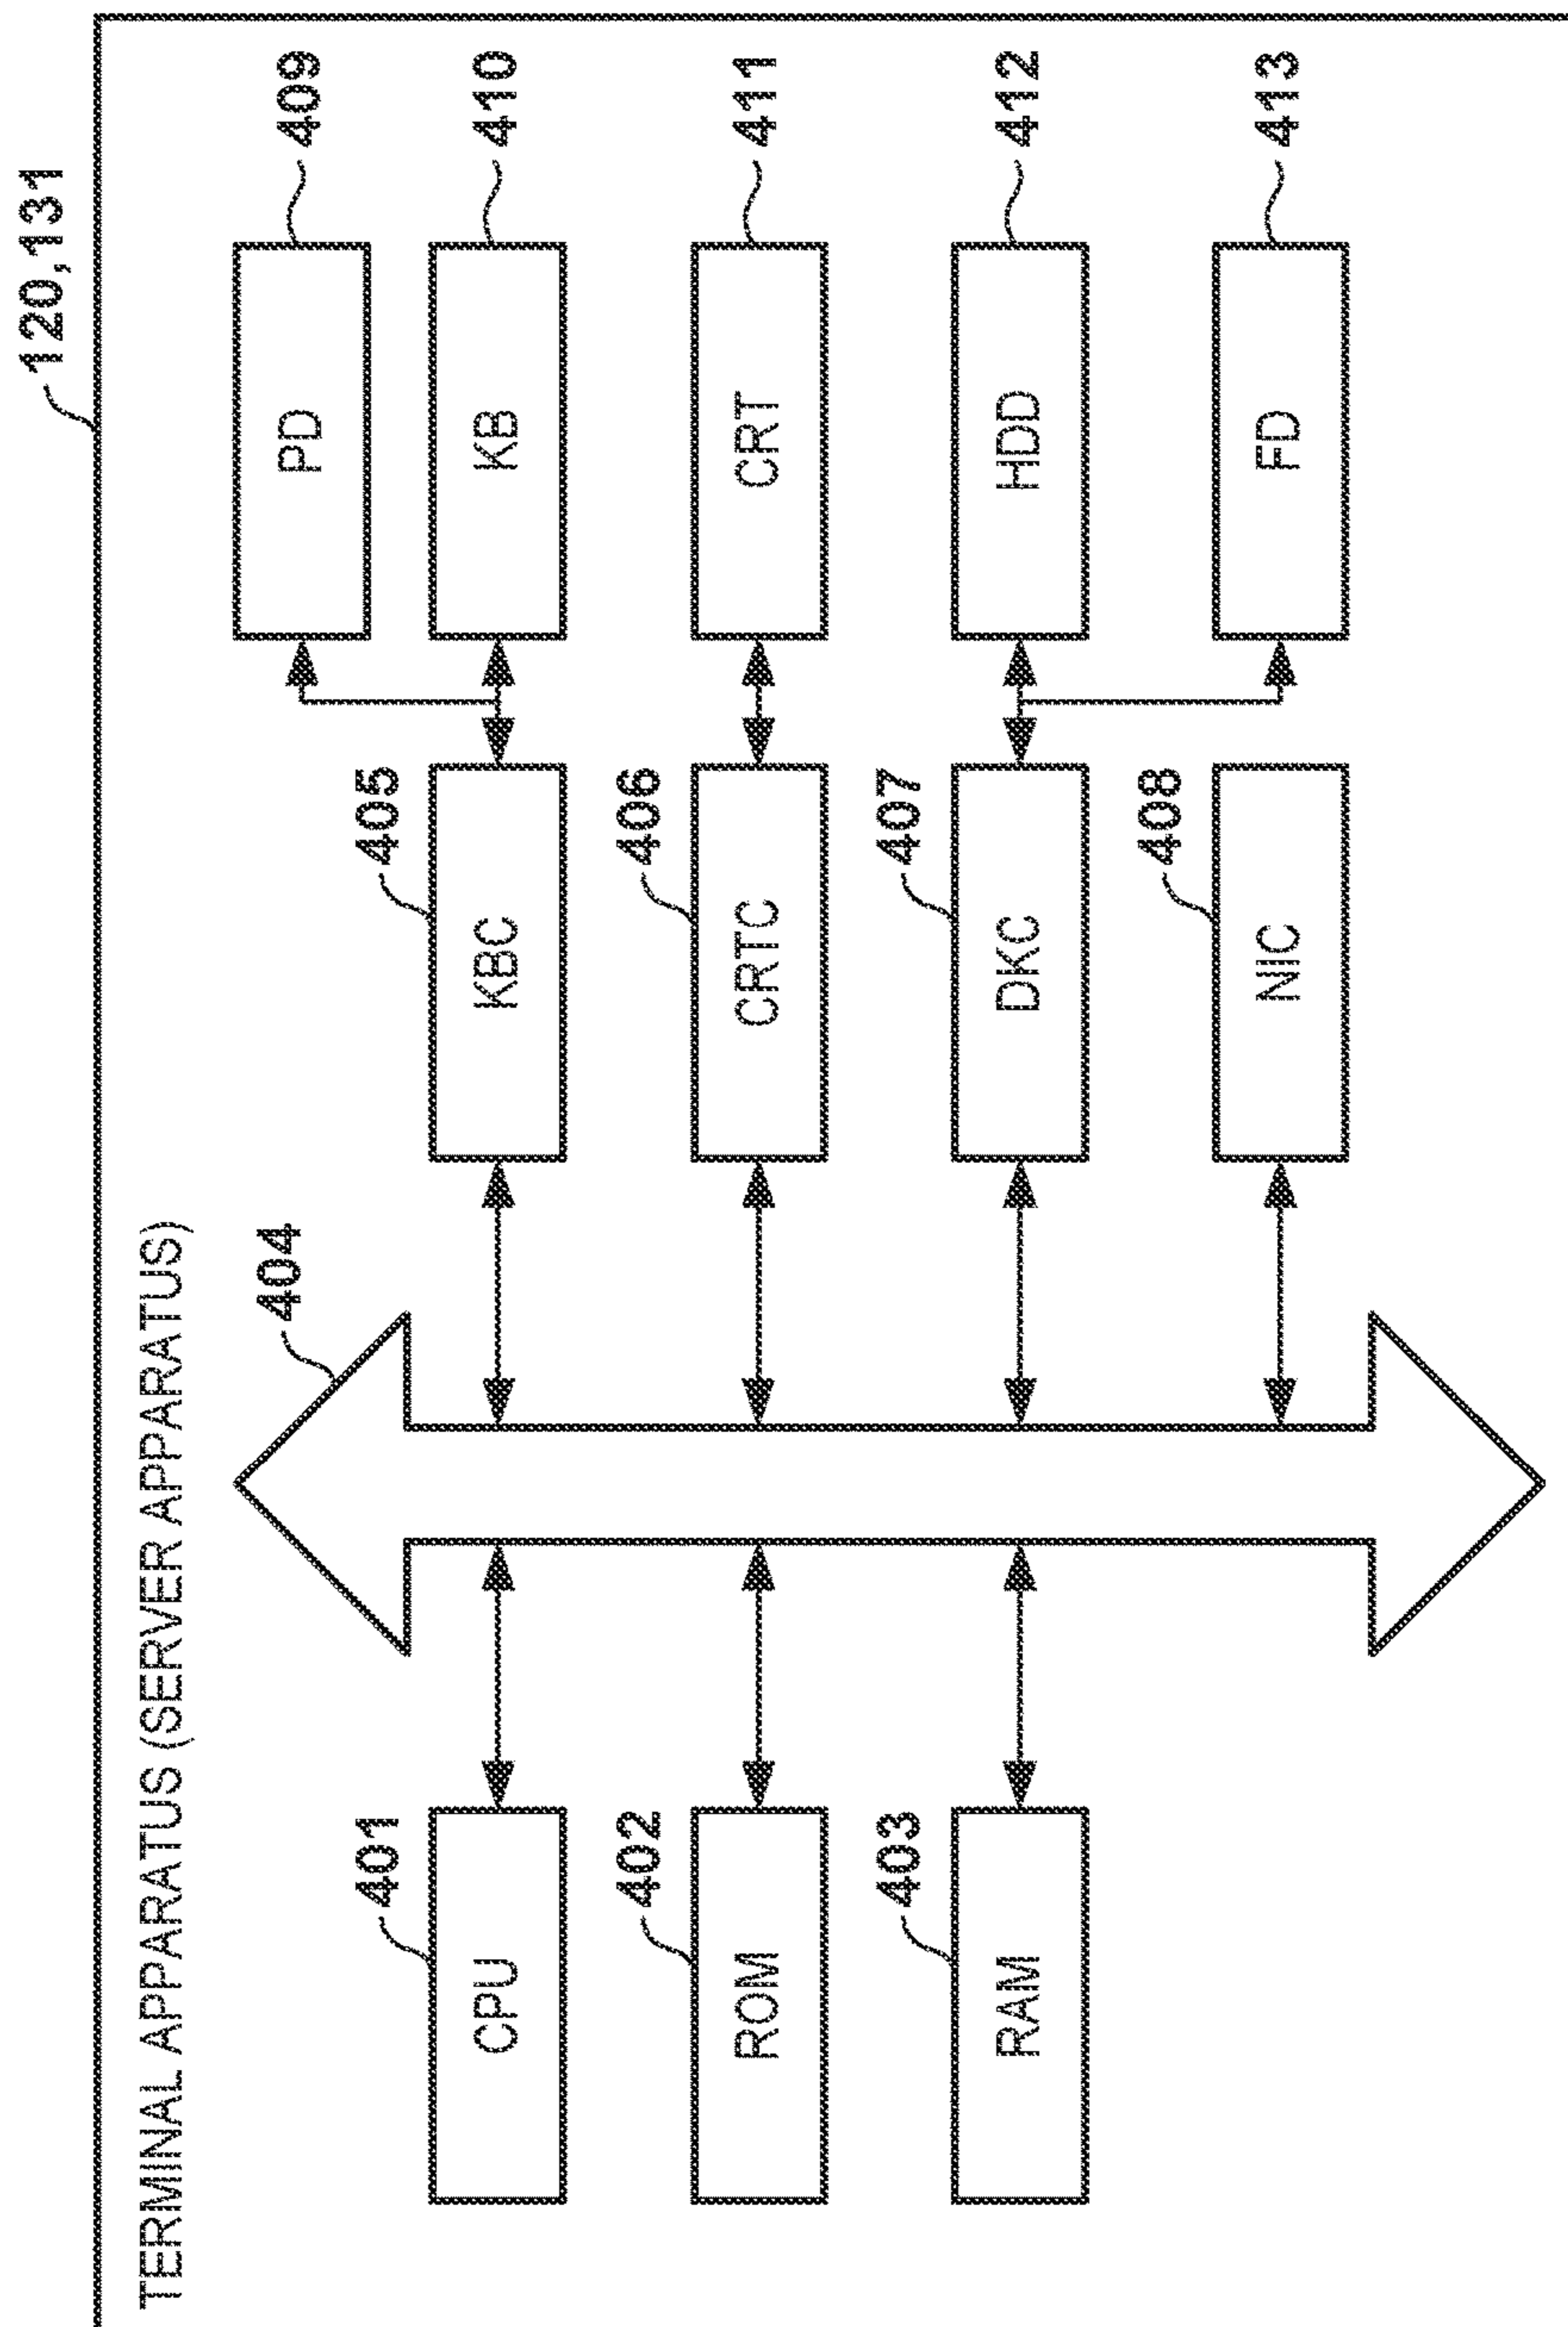 120,131
TERMINAL APPARATUS (SERVER APPARATUS)
404
409
PD
401
405
CPU
KBC
KB
410
402
406
ROM
CRTC
CRT
411
403
407
RAM
DKC
HDD
412
408
NIC
FD
413